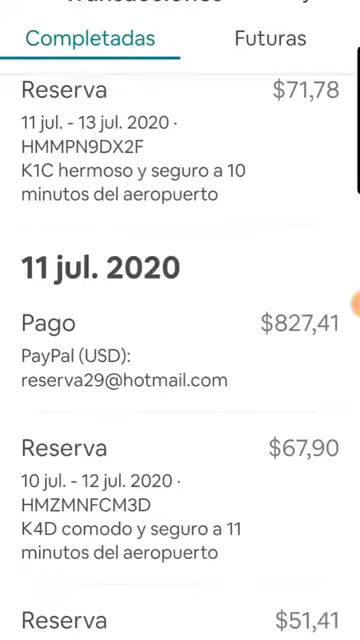 Completadas Futuras
Reserva $71,78
11 jul. - 13 jul. 2020 ·
HMMPN9DX2F
K1C hermoso y seguro a 10
minutos del aeropuerto
11 jul. 2020
Pago $827,41
PayPal (USD):
reserva29@hotmail.com
Reserva $67,90
10 jul. - 12 jul. 2020 ·
HMZMNFCM3D
K4D comodo y seguro a 11
minutos del aeropuerto
Reserva $51,41